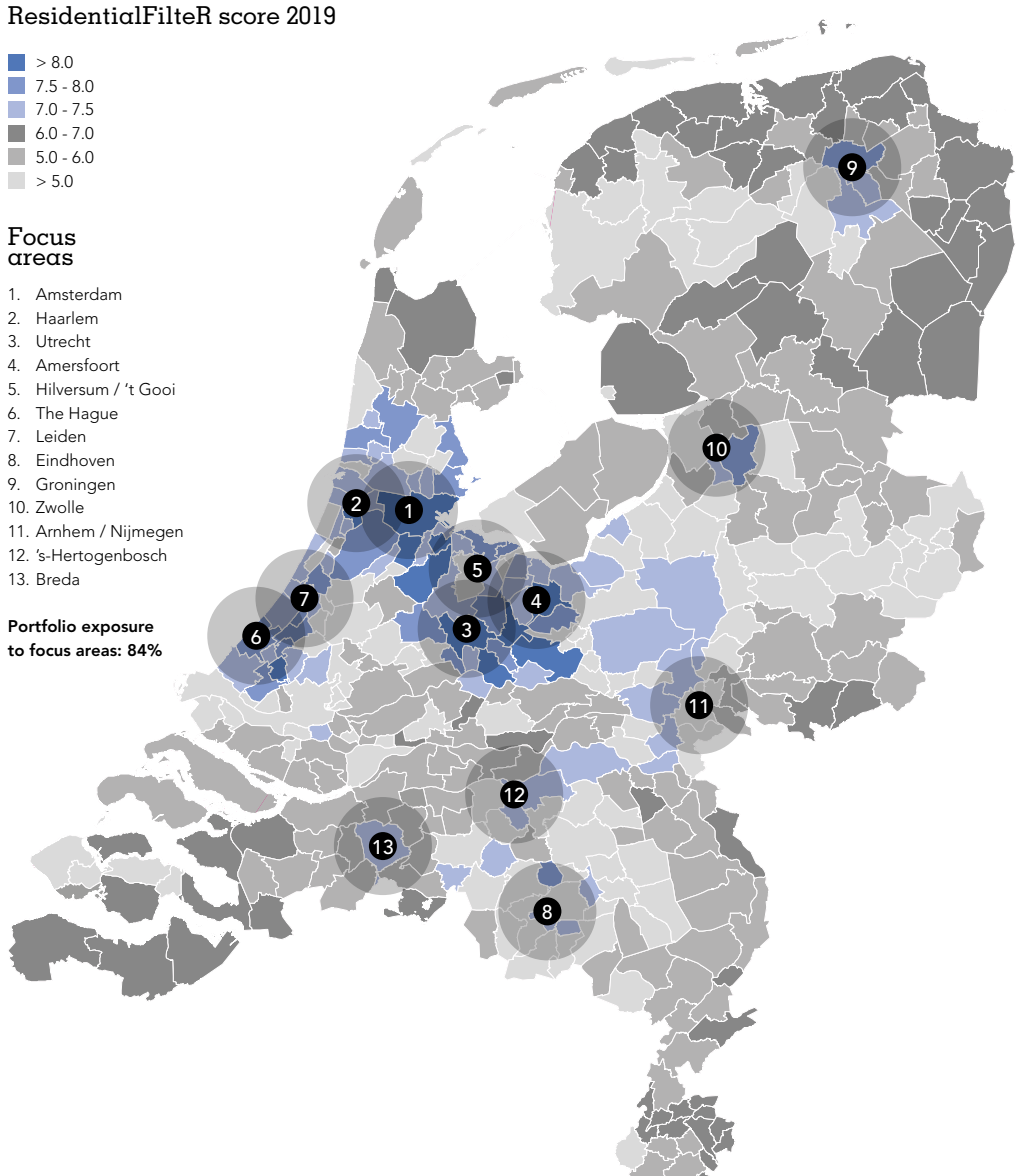 ResidentialFilteR score 2019
> 8.0
7.5 - 8.0
7.0 - 7.5
6.0 - 7.0
5.0 - 6.0
> 5.0
Focus
areas
1. Amsterdam
2. Haarlem
3. Utrecht
4. Amersfoort
5. Hilversum / ‘t Gooi
6. The Hague
7. Leiden
8. Eindhoven
9. Groningen
10. Zwolle
11. Arnhem / Nijmegen
12. ’s-Hertogenbosch
13. Breda
Portfolio exposure
to focus areas: 84%
9
10
2
1
5
7
4
3
6
11
12
13
8